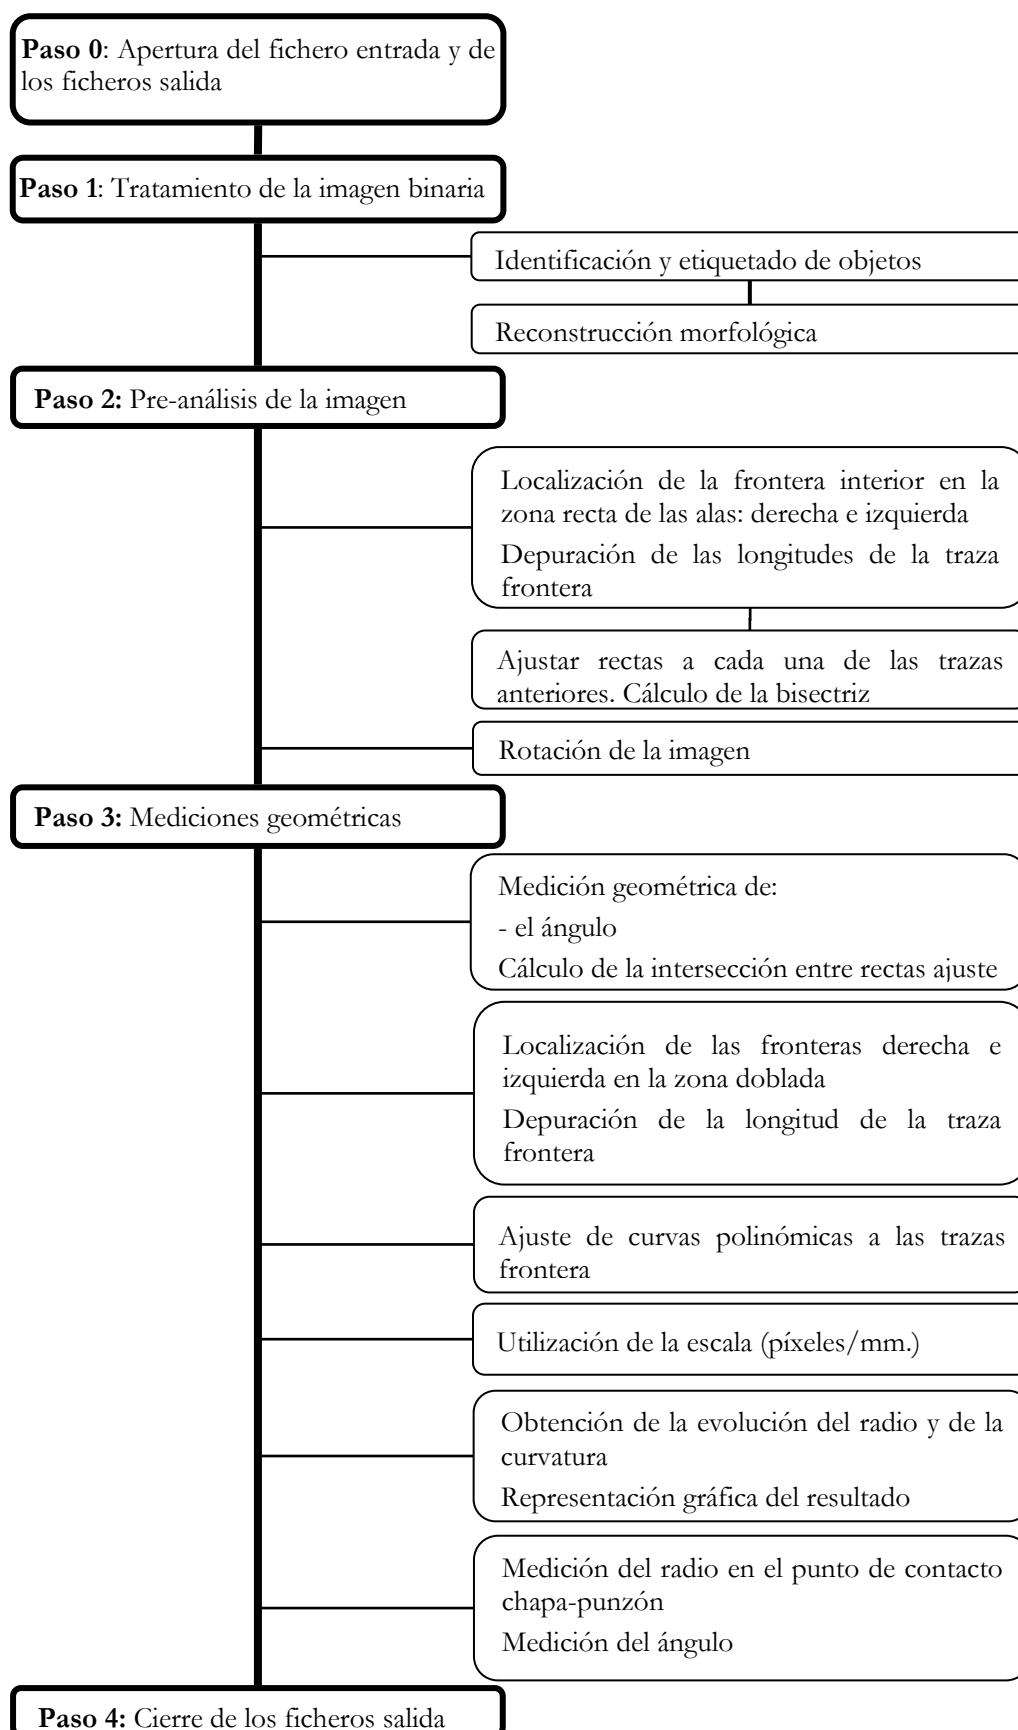 Paso 0: Apertura del fichero entrada y de
los ficheros salida
Paso 1: Tratamiento de la imagen binaria
Identificación y etiquetado de objetos
Reconstrucción morfológica
Paso 2: Pre-análisis de la imagen
Localización de la frontera interior en la
zona recta de las alas: derecha e izquierda
Depuración de las longitudes de la traza
frontera
Ajustar rectas a cada una de las trazas
anteriores. Cálculo de la bisectriz
Rotación de la imagen
Paso 3: Mediciones geométricas
Medición geométrica de:
- el ángulo
Cálculo de la intersección entre rectas ajuste
Localización de las fronteras derecha e
izquierda en la zona doblada
Depuración de la longitud de la traza
frontera
Ajuste de curvas polinómicas a las trazas
frontera
Utilización de la escala (píxeles/mm.)
Obtención de la evolución del radio y de la
curvatura
Representación gráfica del resultado
Medición del radio en el punto de contacto
chapa-punzón
Medición del ángulo
Paso 4: Cierre de los ficheros salida